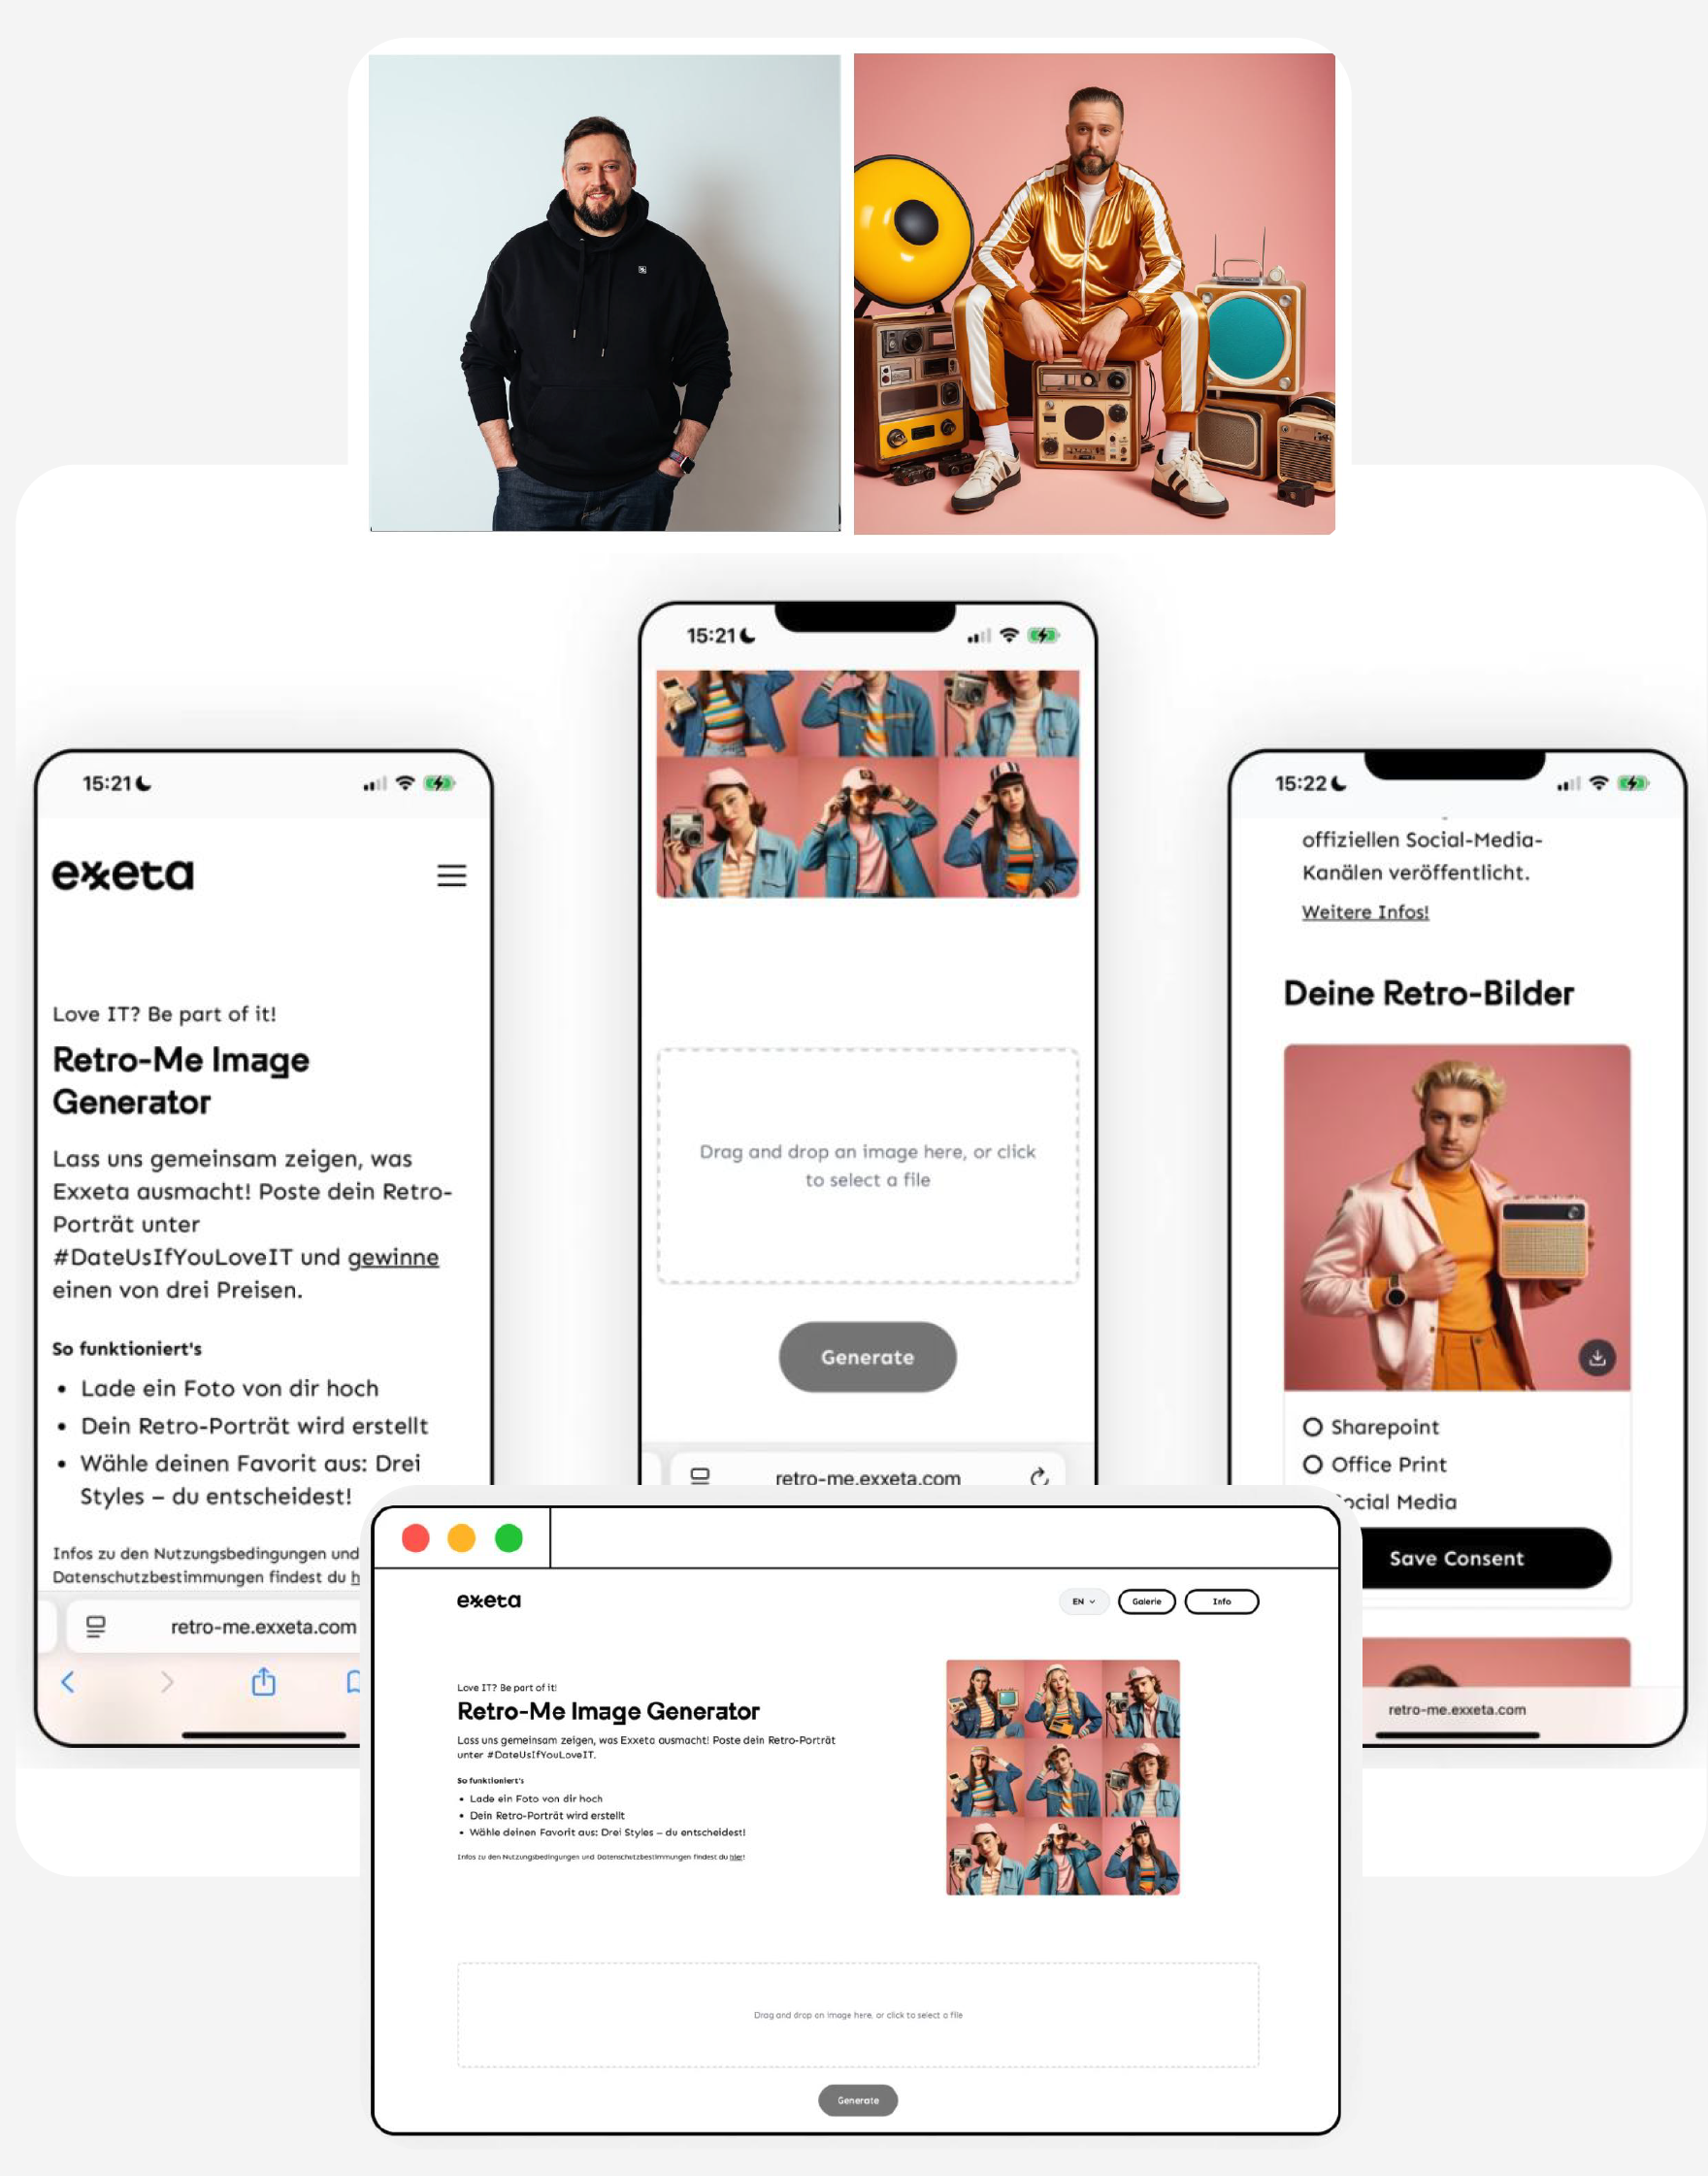 15:21
exxeta
Love IT? Be part of it!
Retro-Me Image
Generator
Lass uns gemeinsam zeigen, was
Exxeta ausmacht! Poste dein Retro-
Porträt unter
#DateUsIfYouLoveIT und gewinne
einen von drei Preisen.
So funktioniert's
• Lade ein Foto von dir hoch
• Dein Retro-Porträt wird erstellt
• Wähle deinen Favorit aus: Drei
Styles – du entscheidest!
Infos zu den Nutzungsbedingungen und
Datenschutzbestimmungen findest du
retro-me.exxeta.com
15:21
Drag and drop an image here, or click
to select a file
Generate
retro-me.exxeta.com
15:22
offiziellen Social-Media-
Kanälen veröffentlicht.
Weitere Infos!
Deine Retro-Bilder
Sharepoint
Office Print
ocial Media
Save Consent
retro-me.exxeta.com
exxeta
EN
Galerie
Info
Love IT? Be part of it!
Retro-Me Image Generator
Lass uns gemeinsam zeigen, was Exxeta ausmacht! Poste dein Retro-Porträt
unter #DateUsIfYouLoveIT.
So funktioniert's
• Lade ein Foto von dir hoch
• Dein Retro-Porträt wird erstellt
• Wähle deinen Favorit aus: Drei Styles – du entscheidest!
Infos zu den Nutzungsbedingungen und Datenschutzbestimmungen findest du hier!
Drag and drop an image here, or click to select a file
Generate